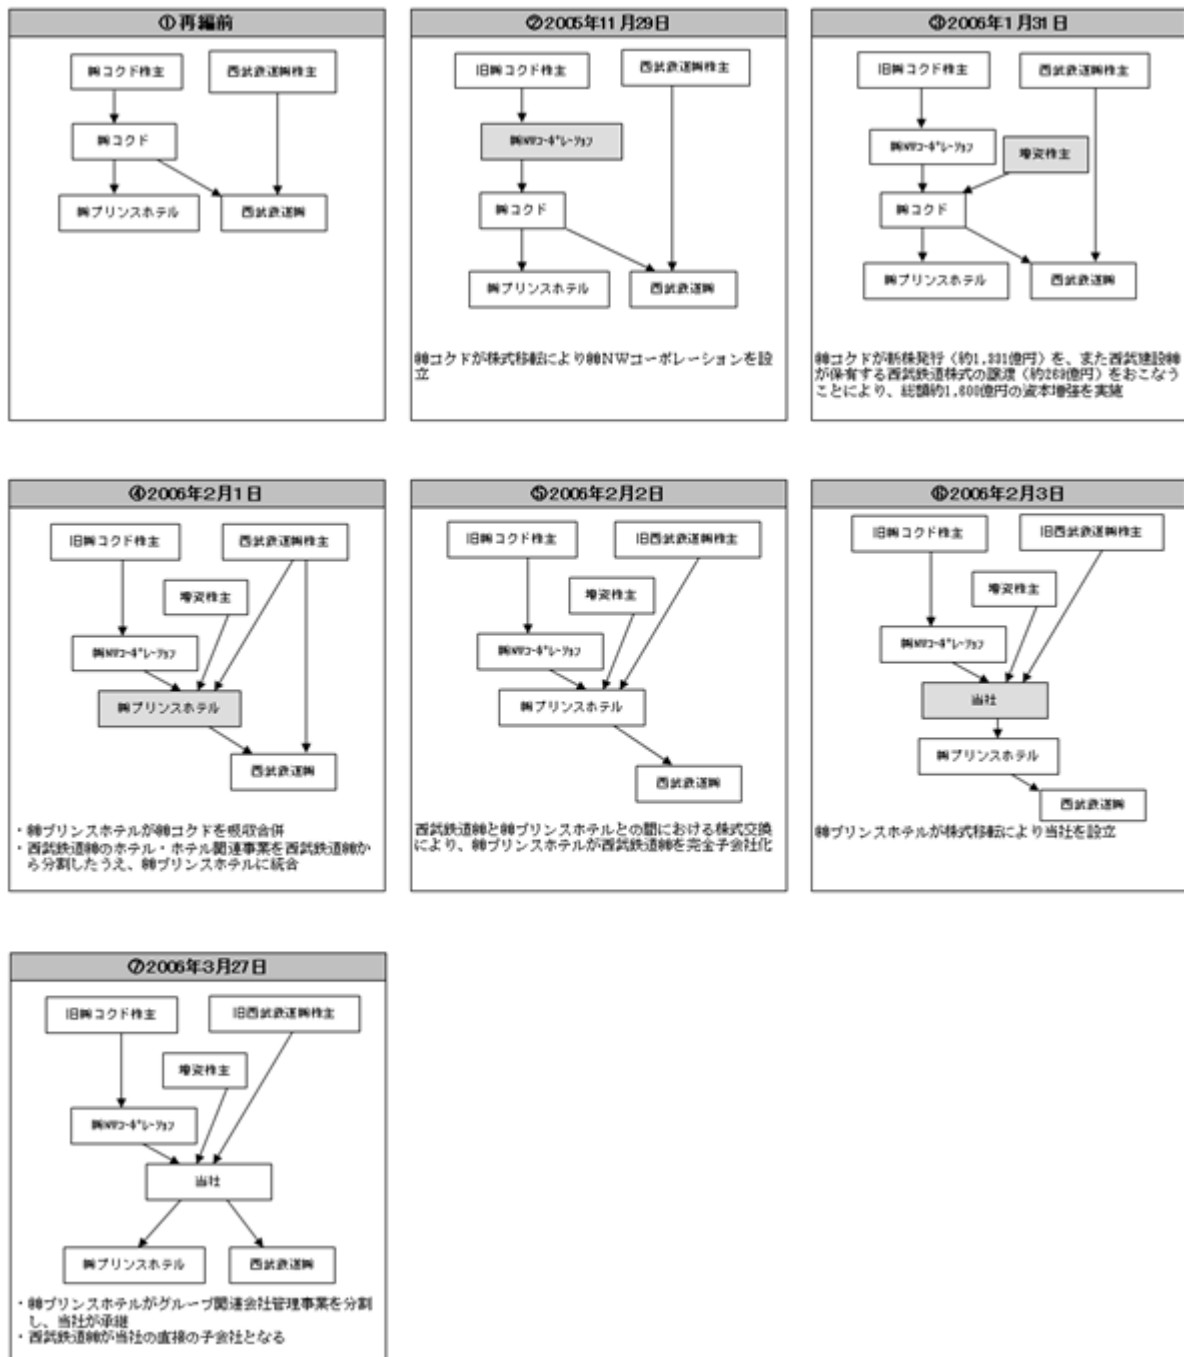 ①再編前
㈱コクド株主
西武鉄道㈱株主
㈱コクド
㈱プリンスホテル
西武鉄道㈱
②2005年11月29日
旧㈱コクド株主
西武鉄道㈱株主
㈱NWコーポレーション
㈱コクド
㈱プリンスホテル
西武鉄道㈱
㈱コクドが株式移転により㈱NWコーポレーションを設
立
③2006年1月31日
旧㈱コクド株主
西武鉄道㈱株主
㈱NWコーポレーション
増資株主
㈱コクド
㈱プリンスホテル
西武鉄道㈱
㈱コクドが新株発行（約1,331億円）を、また西武建設㈱
が保有する西武鉄道株式の譲渡（約269億円）をおこなう
ことにより、総額約1,600億円の資本増強を実施
④2006年2月1日
旧㈱コクド株主
西武鉄道㈱株主
増資株主
㈱NWコーポレーション
㈱プリンスホテル
西武鉄道㈱
・㈱プリンスホテルが㈱コクドを吸収合併
・西武鉄道㈱のホテル・ホテル関連事業を西武鉄道㈱か
ら分割したうえ、㈱プリンスホテルに統合
⑤2006年2月2日
旧㈱コクド株主
旧西武鉄道㈱株主
増資株主
㈱NWコーポレーション
㈱プリンスホテル
西武鉄道㈱
西武鉄道㈱と㈱プリンスホテルとの間における株式交換
により、㈱プリンスホテルが西武鉄道㈱を完全子会社化
⑥2006年2月3日
旧㈱コクド株主
旧西武鉄道㈱株主
増資株主
㈱NWコーポレーション
当社
㈱プリンスホテル
西武鉄道㈱
㈱プリンスホテルが株式移転により当社を設立
⑦2006年3月27日
旧㈱コクド株主
旧西武鉄道㈱株主
増資株主
㈱NWコーポレーション
当社
㈱プリンスホテル
西武鉄道㈱
・㈱プリンスホテルがグループ関連会社管理事業を分割
し、当社が承継
・西武鉄道㈱が当社の直接の子会社となる